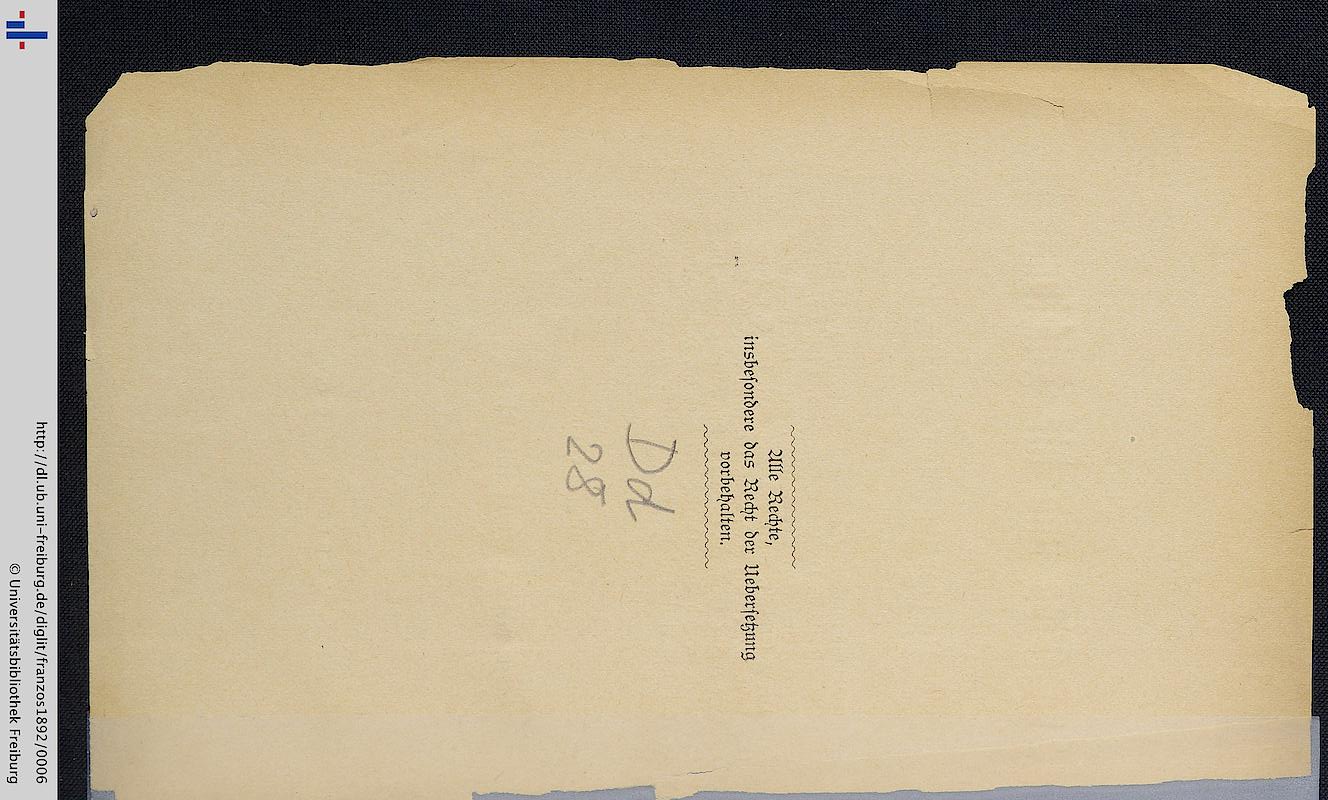 Alle Rechte,
insbesondere das Recht der Uebersetzung
vorbehalten.
Dd
28
http://dl.ub.uni-freiburg.de/diglit/franzos1892/0006
© Universitätsbibliothek Freiburg